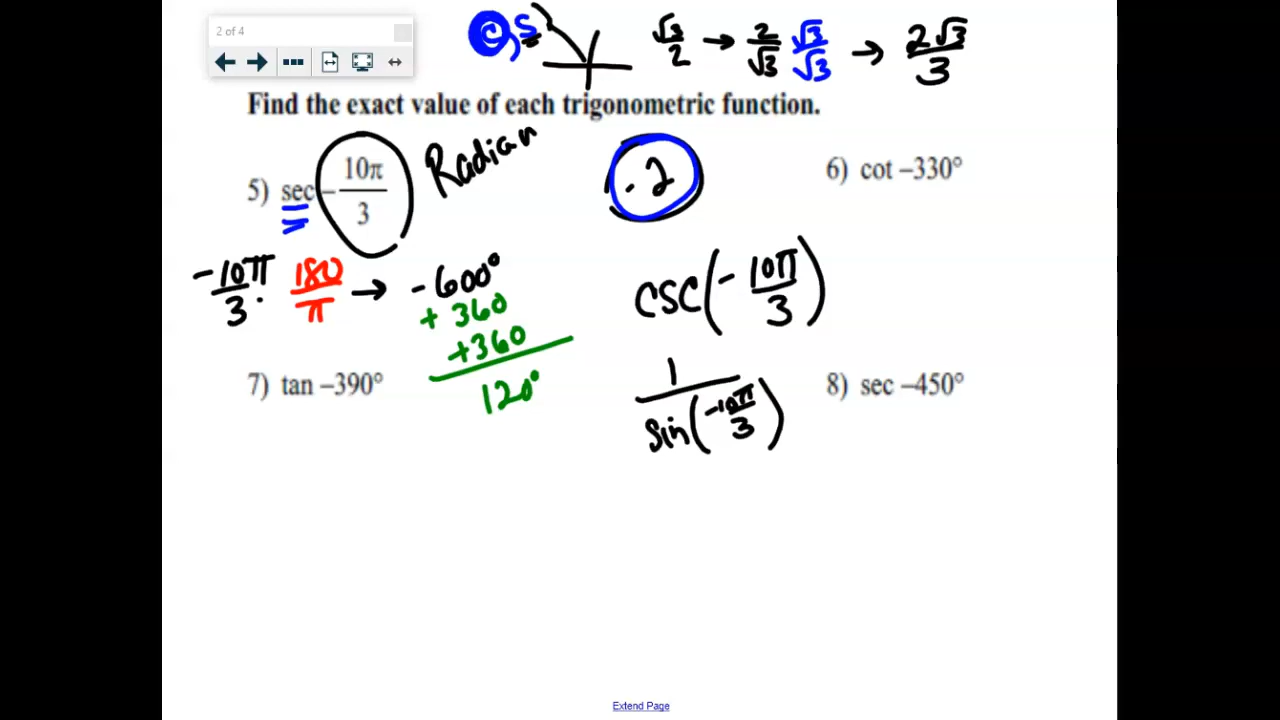 2 of 4
C, S
√3/2 → 2/√3 √3/√3 → 2√3/3
Find the exact value of each trigonometric function.
5) sec −10π/3
Radian
-2
6) cot −330°
-10π/3 · 180/π → -600°
+ 360
+360
120°
csc(-10π/3)
1/sin(-10π/3)
7) tan −390°
8) sec −450°
Extend Page